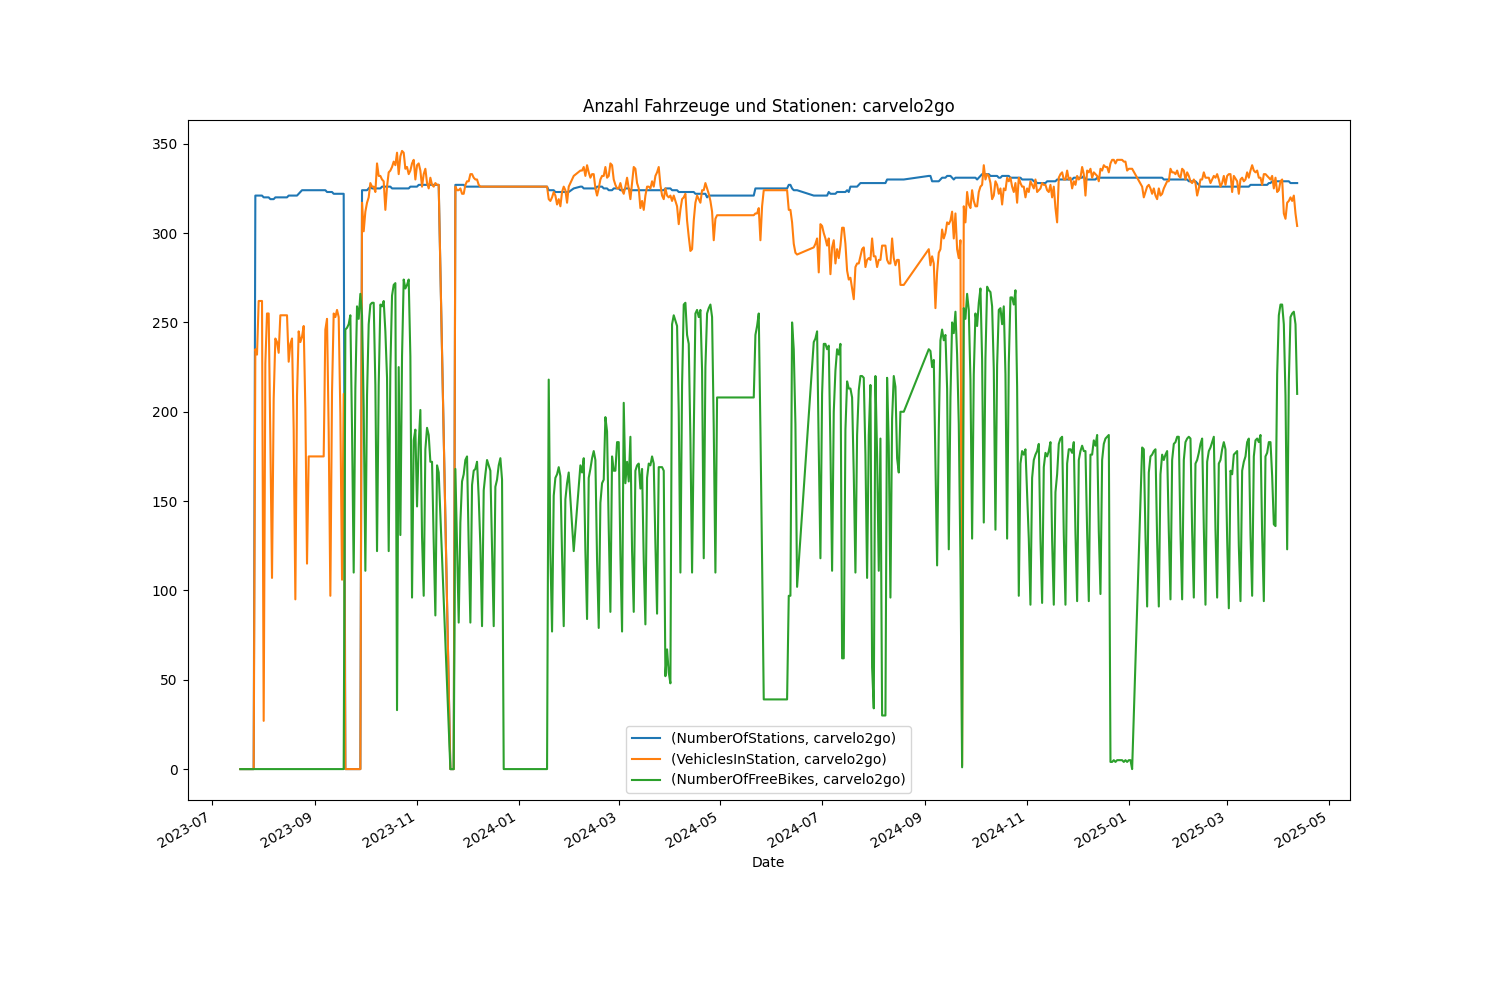 Anzahl Fahrzeuge und Stationen: carvelo2go
350
300
250
200
150
100
50
0
(NumberOfStations, carvelo2go)
(VehiclesInStation, carvelo2go)
(NumberOfFreeBikes, carvelo2go)
2023-07 2023-09 2023-11 2024-01 2024-03 2024-05 2024-07 2024-09 2024-11 2025-01 2025-03 2025-05
Date